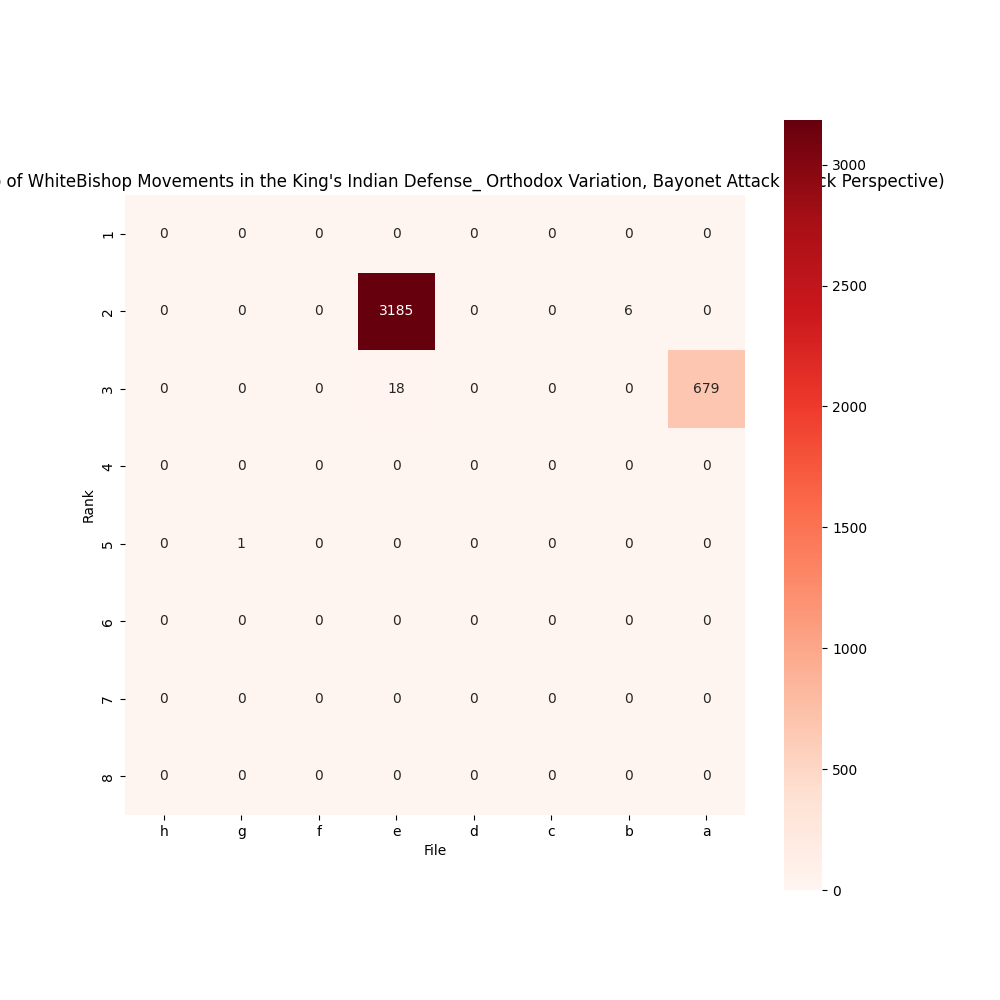 of WhiteBishop Movements in the King's Indian Defense_ Orthodox Variation, Bayonet Attack Perspective)
Rank
1 0 0 0 0 0 0 0 0
2 0 0 0 3185 0 0 6 0
3 0 0 0 18 0 0 0 679
4 0 0 0 0 0 0 0 0
5 0 1 0 0 0 0 0 0
6 0 0 0 0 0 0 0 0
7 0 0 0 0 0 0 0 0
8 0 0 0 0 0 0 0 0
h g f e d c b a
File
3000
2500
2000
1500
1000
500
0